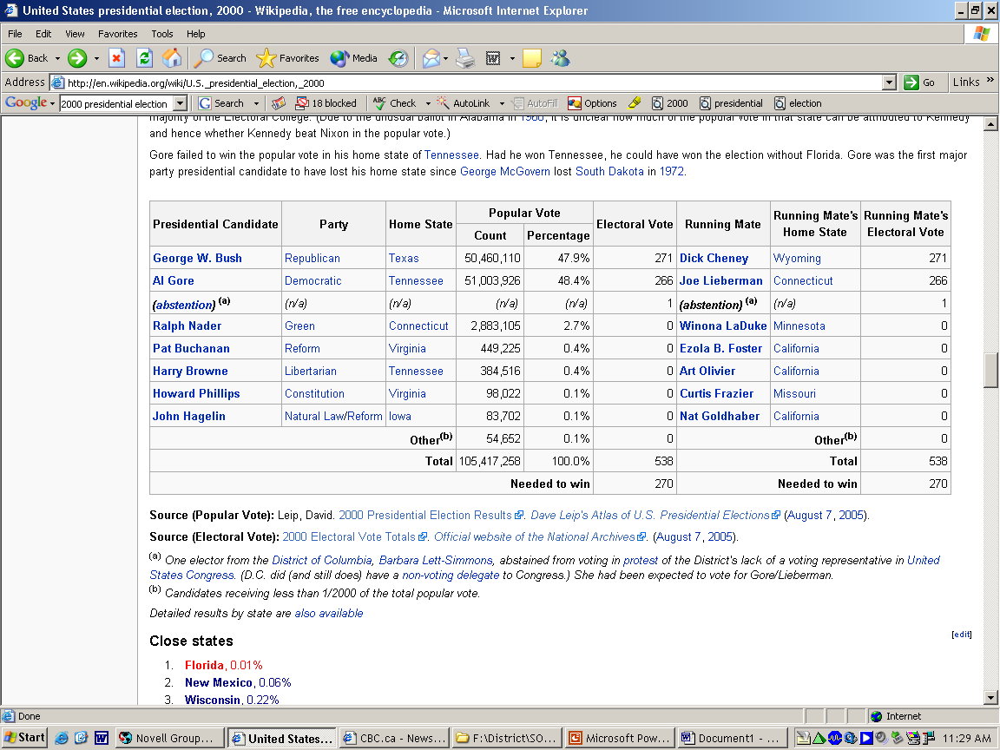 United States presidential election, 2000 - Wikipedia, the free encyclopedia - Microsoft Internet Explorer
File Edit View Favorites Tools Help
Back Search Favorites Media
Address http://en.wikipedia.org/wiki/U.S._presidential_election,_2000 Go Links »
Google 2000 presidential election Search 18 blocked Check AutoLink AutoFill Options 2000 presidential election
majority of the Electoral College. (Due to the unusual ballot in Alabama in 1960, it is unclear how much of the popular vote in that state can be attributed to Kennedy
and hence whether Kennedy beat Nixon in the popular vote.)
Gore failed to win the popular vote in his home state of Tennessee. Had he won Tennessee, he could have won the election without Florida. Gore was the first major
party presidential candidate to have lost his home state since George McGovern lost South Dakota in 1972.
Presidential Candidate Party Home State Popular Vote Electoral Vote Running Mate Running Mate's Home State Running Mate's Electoral Vote
Count Percentage
George W. Bush Republican Texas 50,460,110 47.9% 271 Dick Cheney Wyoming 271
Al Gore Democratic Tennessee 51,003,926 48.4% 266 Joe Lieberman Connecticut 266
(abstention) (a) (n/a) (n/a) (n/a) (n/a) 1 (abstention) (a) (n/a) 1
Ralph Nader Green Connecticut 2,883,105 2.7% 0 Winona LaDuke Minnesota 0
Pat Buchanan Reform Virginia 449,225 0.4% 0 Ezola B. Foster California 0
Harry Browne Libertarian Tennessee 384,516 0.4% 0 Art Olivier California 0
Howard Phillips Constitution Virginia 98,022 0.1% 0 Curtis Frazier Missouri 0
John Hagelin Natural Law/Reform Iowa 83,702 0.1% 0 Nat Goldhaber California 0
Other(b) 54,652 0.1% 0 Other(b) 0
Total 105,417,258 100.0% 538 Total 538
Needed to win 270 Needed to win 270
Source (Popular Vote): Leip, David. 2000 Presidential Election Results. Dave Leip's Atlas of U.S. Presidential Elections (August 7, 2005).
Source (Electoral Vote): 2000 Electoral Vote Totals. Official website of the National Archives. (August 7, 2005).
(a) One elector from the District of Columbia, Barbara Lett-Simmons, abstained from voting in protest of the District's lack of a voting representative in United
States Congress. (D.C. did (and still does) have a non-voting delegate to Congress.) She had been expected to vote for Gore/Lieberman.
(b) Candidates receiving less than 1/2000 of the total popular vote.
Detailed results by state are also available
Close states [edit]
1. Florida, 0.01%
2. New Mexico, 0.06%
3. Wisconsin, 0.22%
Done Internet
Start Novell Group... United States... CBC.ca - News... F:\District\SO... Microsoft Pow... Document1 - ... 11:29 AM